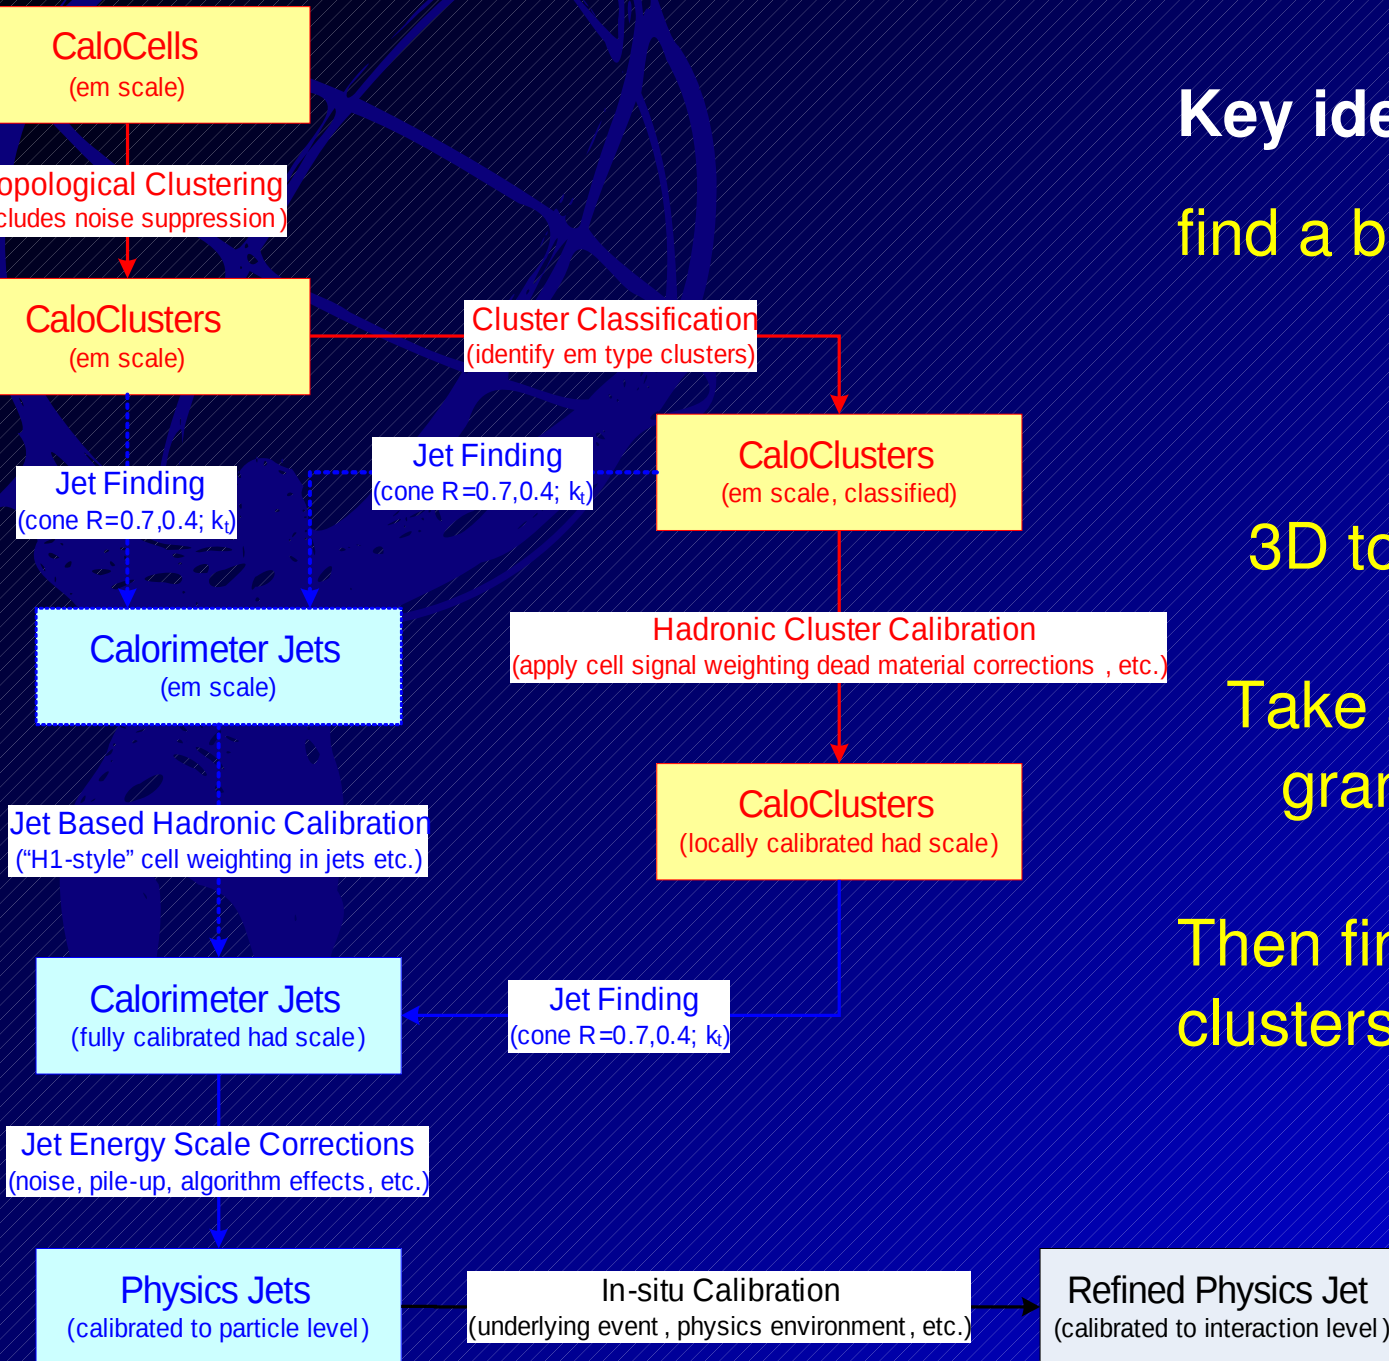 CaloCells
(em scale)
opological Clustering
cludes noise suppression)
CaloClusters
(em scale)
Cluster Classification
(identify em type clusters)
Jet Finding
(cone R=0.7,0.4; kt)
Jet Finding
(cone R=0.7,0.4; kt)
CaloClusters
(em scale, classified)
Calorimeter Jets
(em scale)
Hadronic Cluster Calibration
(apply cell signal weighting dead material corrections , etc.)
Jet Based Hadronic Calibration
(“H1-style” cell weighting in jets etc.)
CaloClusters
(locally calibrated had scale)
Calorimeter Jets
(fully calibrated had scale)
Jet Finding
(cone R=0.7,0.4; kt)
Jet Energy Scale Corrections
(noise, pile-up, algorithm effects, etc.)
Physics Jets
(calibrated to particle level)
In-situ Calibration
(underlying event , physics environment , etc.)
Refined Physics Jet
(calibrated to interaction level)
Key ide
find a b
3D to
Take
gran
Then fin
clusters